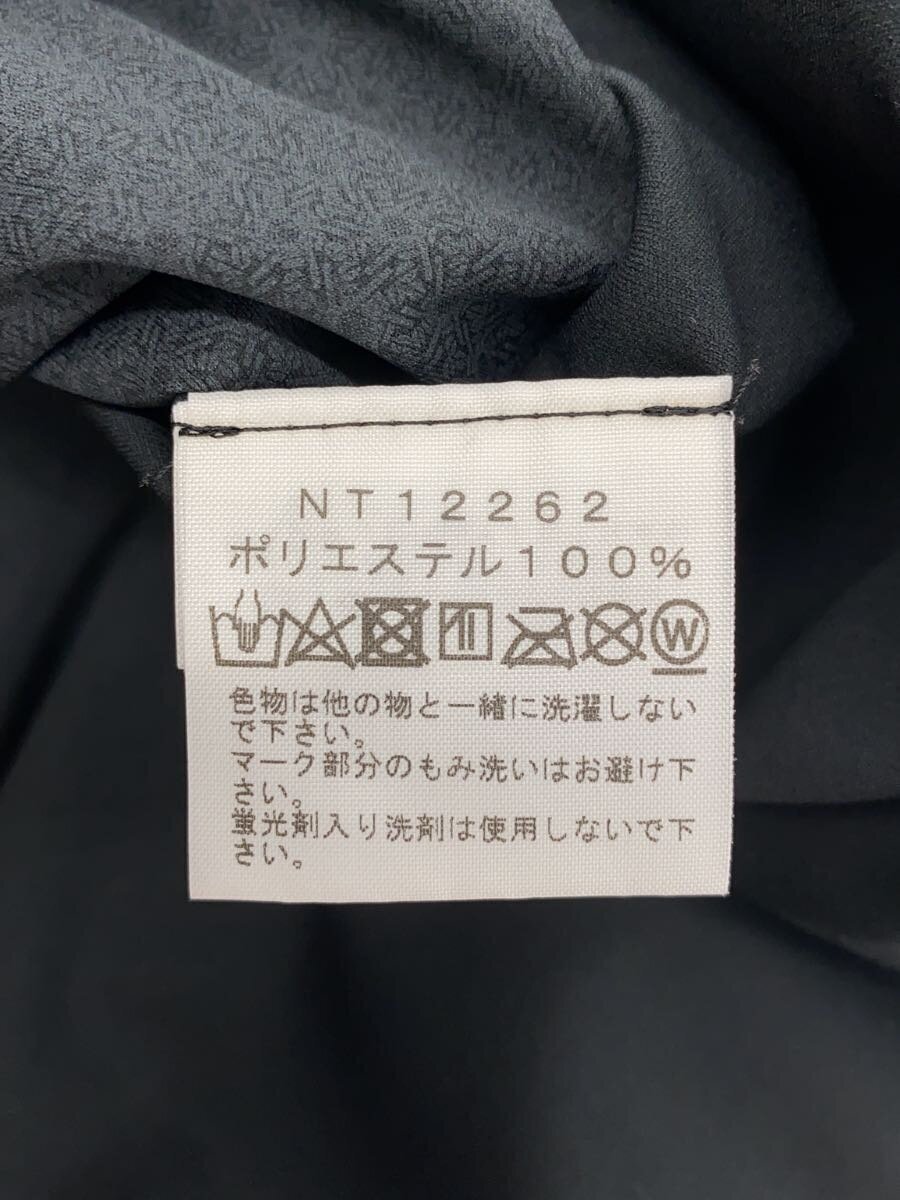 NT12262
ポリエステル100%
W
色物は他の物と一緒に洗濯しない
で下さい。
マーク部分のもみ洗いはお避け下
さい。
蛍光剤入り洗剤は使用しないで下
さい。